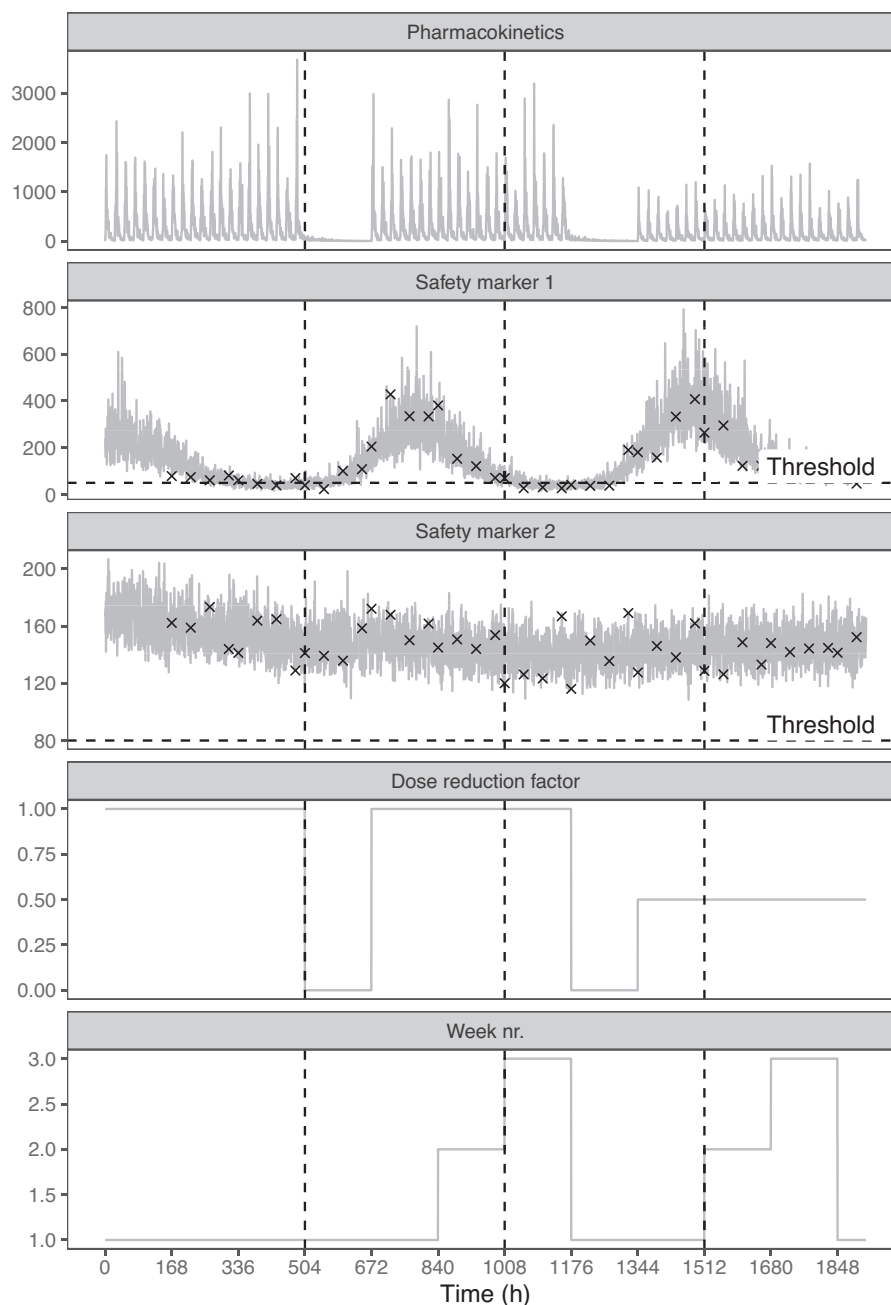 Pharmacokinetics
3000
2000
1000
0
Safety marker 1
800
600
400
200
0
Threshold
Safety marker 2
200
160
120
80
Threshold
Dose reduction factor
1.00
0.75
0.50
0.25
0.00
Week nr.
3.0
2.5
2.0
1.5
1.0
0 168 336 504 672 840 1008 1176 1344 1512 1680 1848
Time (h)